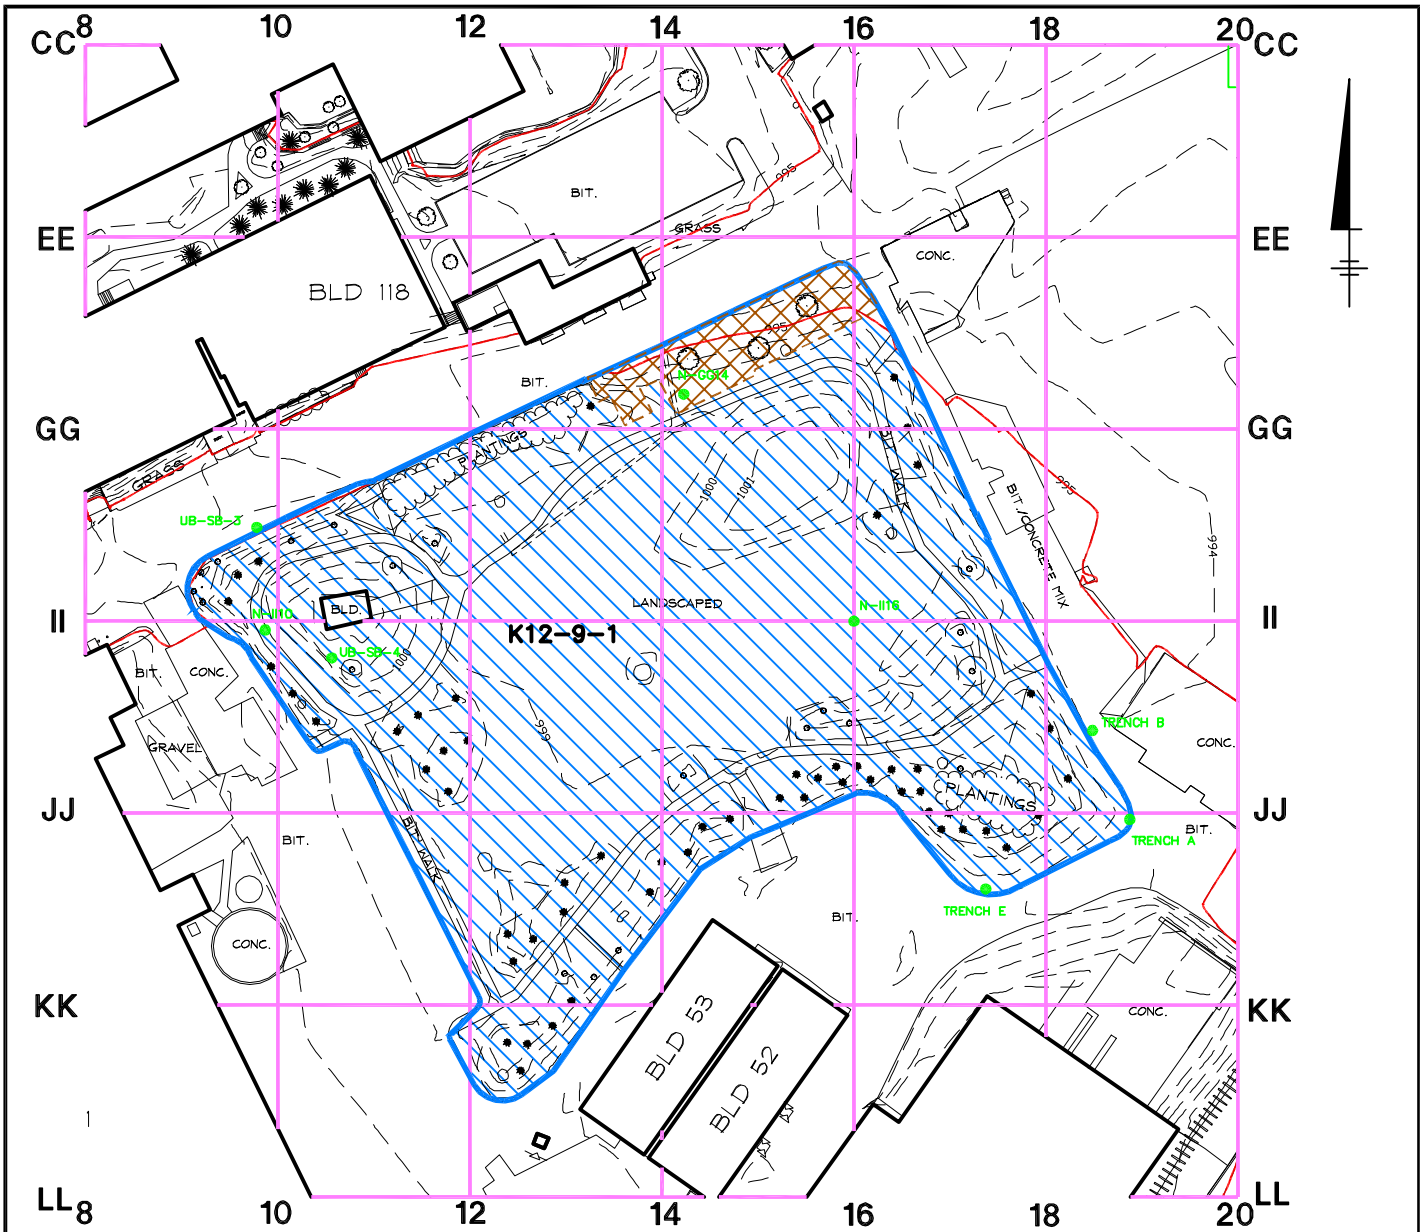 8 10 12 14 16 18 20
CC CC
BIT.
995
GRASS
EE EE
CONC.
BLD 118
995
BIT.
N-GG14
GG GG
PLANTINGS
BIT. WALK
GRASS
1000
1001
995
UB-SB-3
BIT./CONCRETE MIX
994
BLD.
LANDSCAPED
N-II10
N-II16
II II
K12-9-1
UB-SB-4
1000
BIT.
CONC.
999
TRENCH B
GRAVEL
CONC.
PLANTINGS
JJ JJ
BIT. WALK
BIT.
BIT.
TRENCH A
TRENCH E
BIT.
CONC.
KK KK
CONC.
BLD 53
BLD 52
LL LL
8 10 12 14 16 18 20